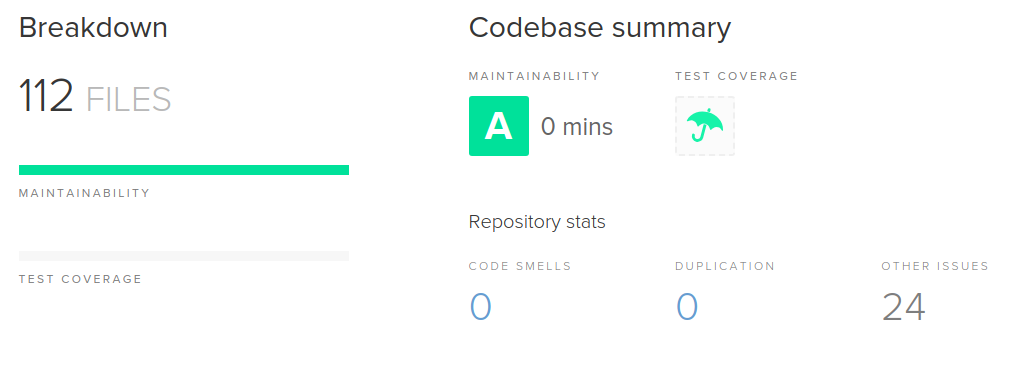 Breakdown
112 FILES
MAINTAINABILITY
TEST COVERAGE
Codebase summary
MAINTAINABILITY
A 0 mins
TEST COVERAGE
Repository stats
CODE SMELLS
0
DUPLICATION
0
OTHER ISSUES
24